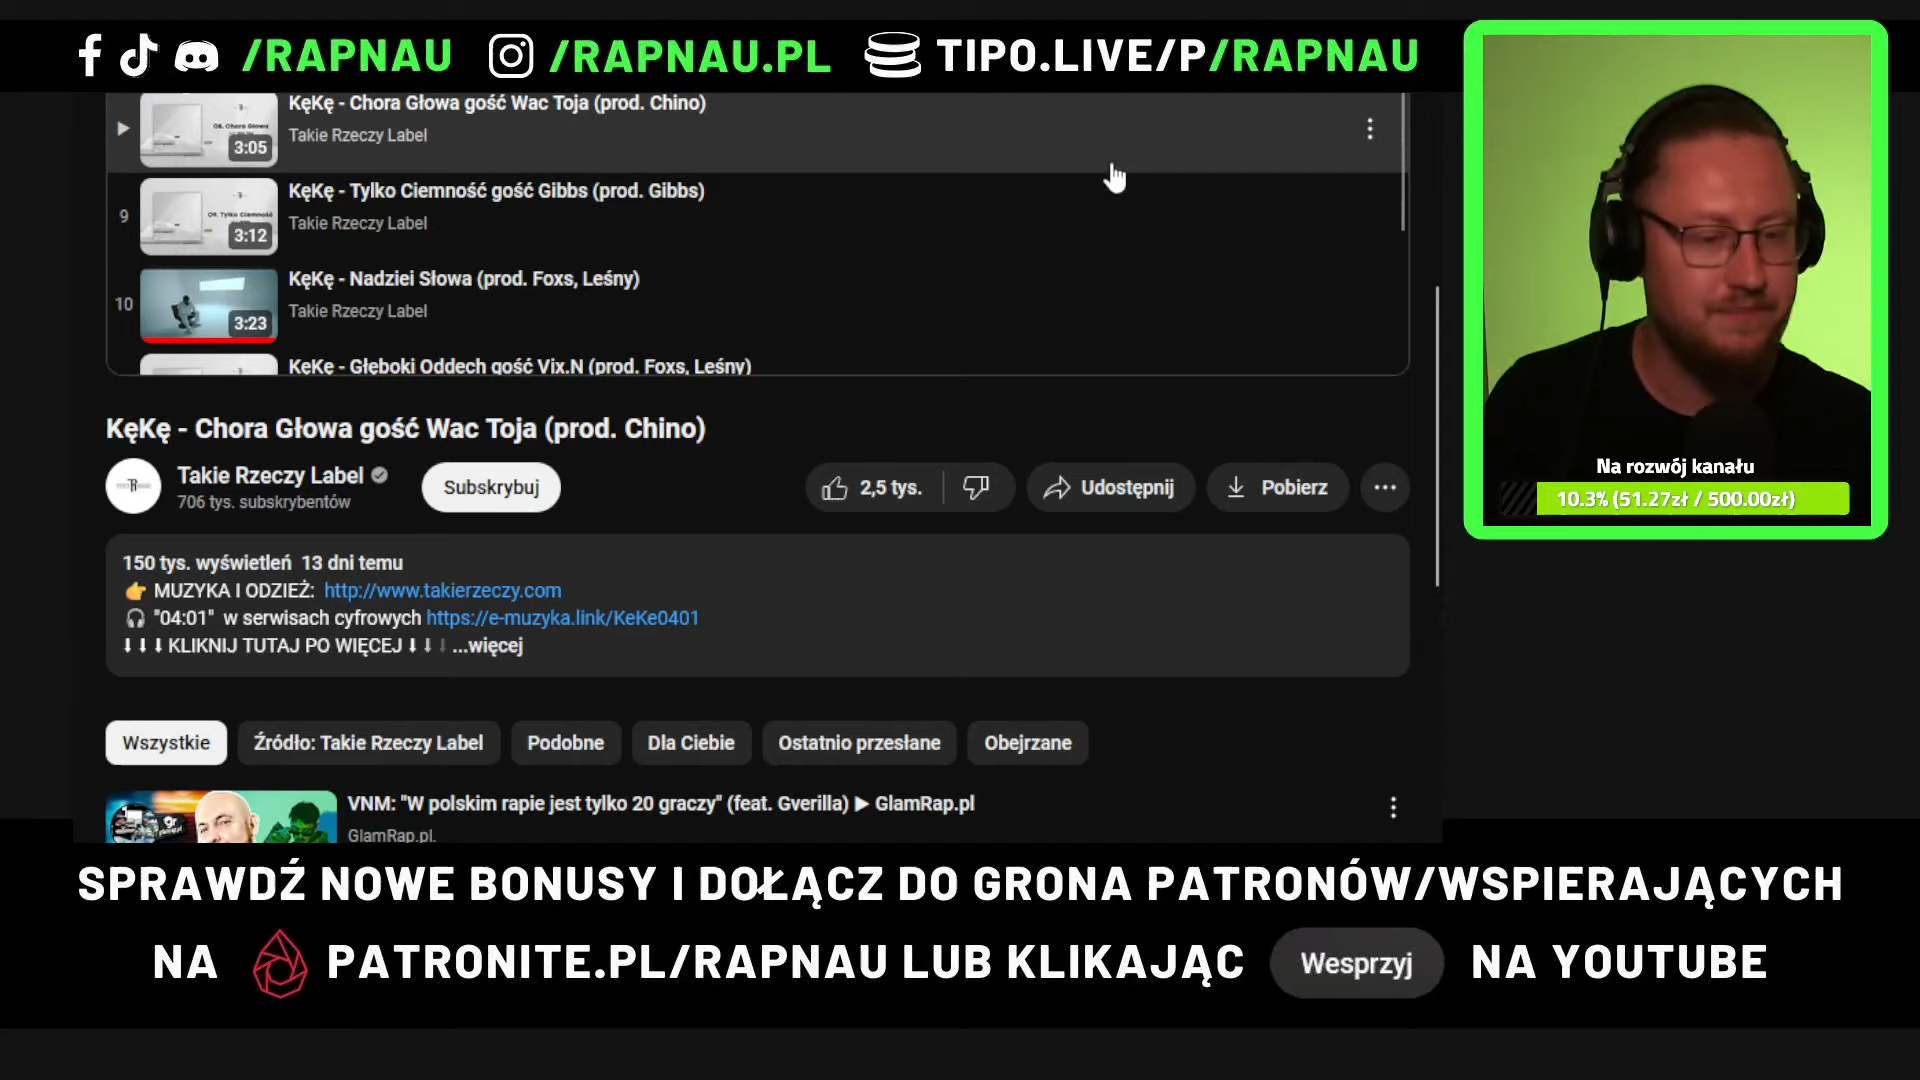 /RAPNAU /RAPNAU.PL TIPO.LIVE/P/RAPNAU
KęKę - Chora Głowa gość Wac Toja (prod. Chino)
Takie Rzeczy Label
3:05
9
KęKę - Tylko Ciemność gość Gibbs (prod. Gibbs)
Takie Rzeczy Label
3:12
10
KęKę - Nadziei Słowa (prod. Foxs, Leśny)
Takie Rzeczy Label
3:23
KęKę - Głęboki Oddech gość Vix.N (prod. Foxs, Leśny)
KęKę - Chora Głowa gość Wac Toja (prod. Chino)
Takie Rzeczy Label
706 tys. subskrybentów
Subskrybuj
2,5 tys.
Udostępnij
Pobierz
150 tys. wyświetleń 13 dni temu
👉 MUZYKA I ODZIEŻ: http://www.takierzeczy.com
🎧 "04:01" w serwisach cyfrowych https://e-muzyka.link/KeKe0401
⬇⬇⬇ KLIKNIJ TUTAJ PO WIĘCEJ ⬇⬇⬇ ...więcej
Wszystkie Źródło: Takie Rzeczy Label Podobne Dla Ciebie Ostatnio przesłane Obejrzane
VNM: "W polskim rapie jest tylko 20 graczy" (feat. Gverilla) ▶ GlamRap.pl
GlamRap.pl.
Na rozwój kanału
10.3% (51.27zł / 500.00zł)
SPRAWDŹ NOWE BONUSY I DOŁĄCZ DO GRONA PATRONÓW/WSPIERAJĄCYCH
NA PATRONITE.PL/RAPNAU LUB KLIKAJĄC Wesprzyj NA YOUTUBE